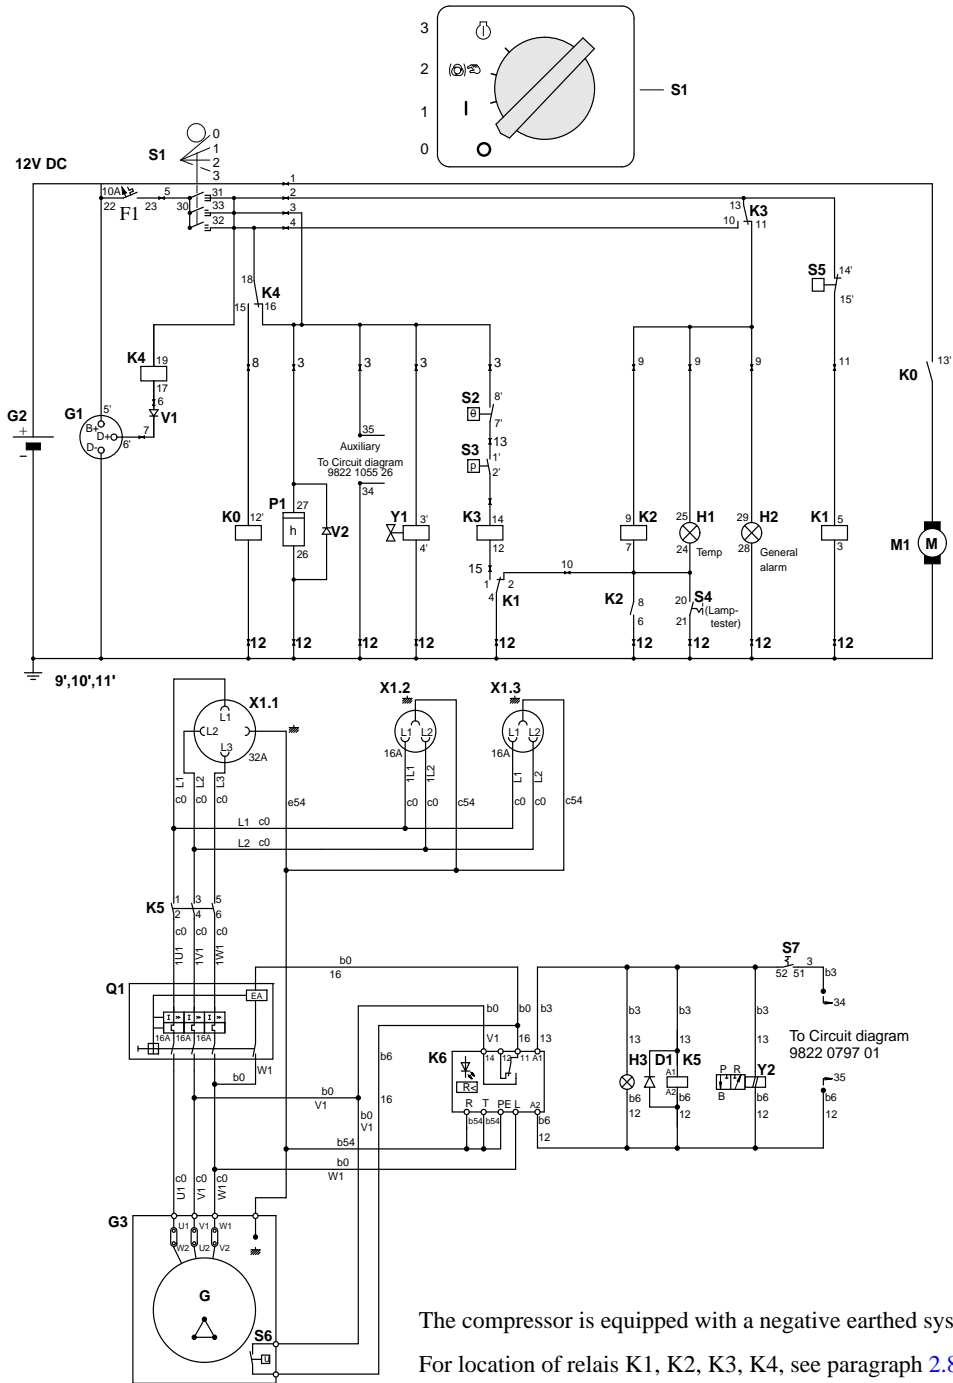 3
2
1
0
S1
12V DC
S1
0
1
2
3
10A
22
F1
23
5
30
31
33
32
1
2
3
4
13
10
K3
11
18
K4
15
16
S5
14'
15'
K4
19
17
6
V1
7
8
3
3
3
3
9
9
9
11
K0
13'
G2
+
−
G1
5'
B+
D+
D-
6'
S2
θ
8'
7'
13
S3
p
1'
2'
35
Auxiliary
To Circuit diagram
9822 1055 26
34
K0
12'
P1
27
h
26
V2
Y1
3'
4'
K3
14
12
9
K2
7
25
H1
24
Temp
29
H2
28
General
alarm
K1
5
3
M1
M
15
1
2
4
K1
10
K2
8
6
20
S4
21
(Lamp-
tester)
12
12
12
12
12
12
12
12
9',10',11'
X1.1
L1
L2
L3
32A
X1.2
L1
L2
16A
X1.3
L1
L2
16A
L1
L2
L3
c0
c0
c0
e54
1L1
1L2
c0
c0
c54
L1
L2
c0
c0
c54
L1 c0
L2 c0
K5
1
3
5
2
4
6
c0
c0
c0
1U1
1V1
1W1
b0
16
Q1
EA
I
»
I
»
I
»
16A
16A
16A
W1
b0
b0
V1
b0
V1
b6
16
b0
b0
b3
V1
16
13
K6
14
12
11
A1
R<
R
T
PE
L
A2
b54
b54
b6
12
b54
b0
W1
S7
52
51
3
b3
34
b3
13
b3
13
b3
13
To Circuit diagram
9822 0797 01
H3
D1
A1
K5
A2
P
R
B
Y2
35
b6
12
b6
12
b6
12
b6
12
c0
c0
c0
U1
V1
W1
G3
U1
V1
W1
W2
U2
V2
G
S6
U
The compressor is equipped with a negative earthed sys
For location of relais K1, K2, K3, K4, see paragraph 2.8